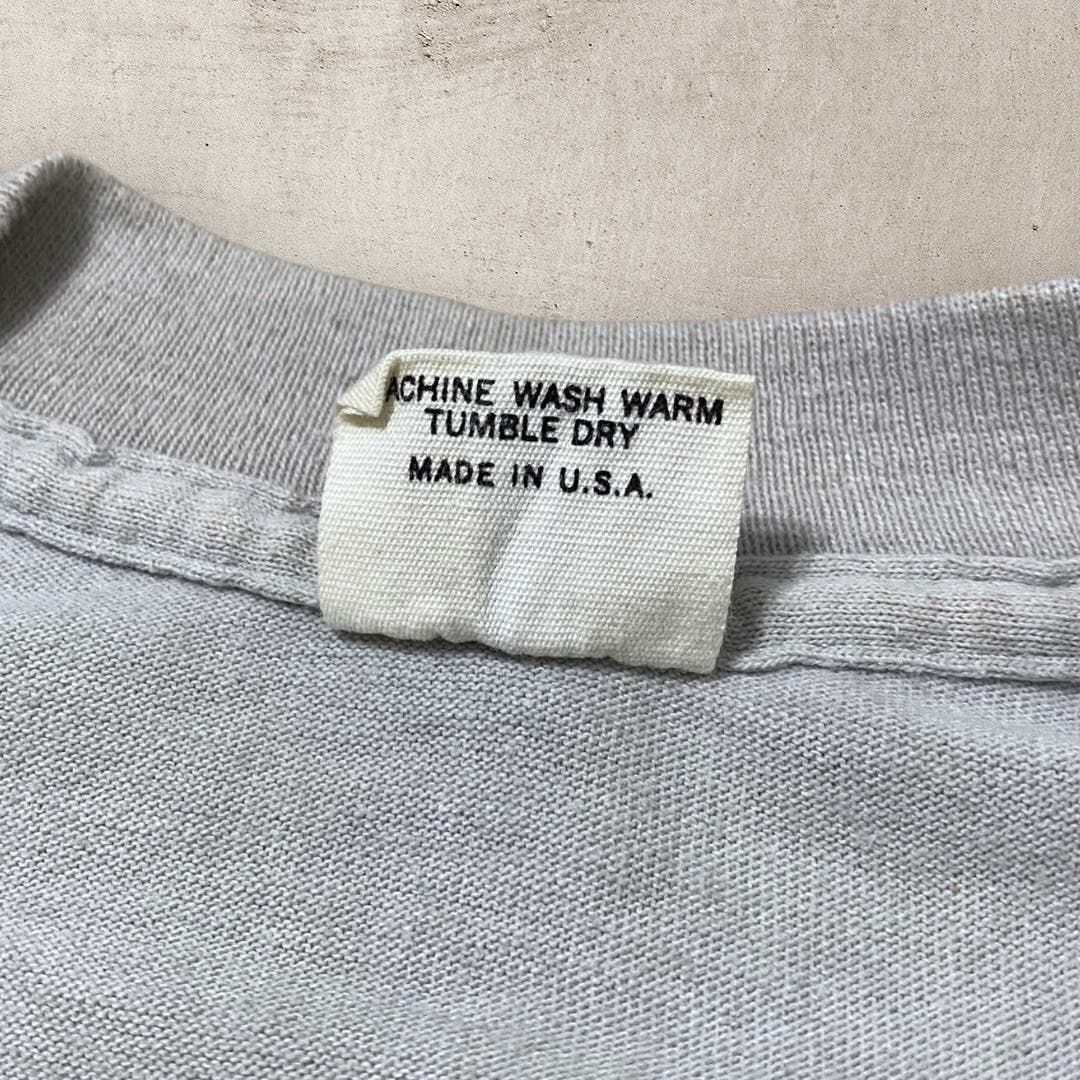 ACHINE WASH WARM
TUMBLE DRY
MADE IN U.S.A.